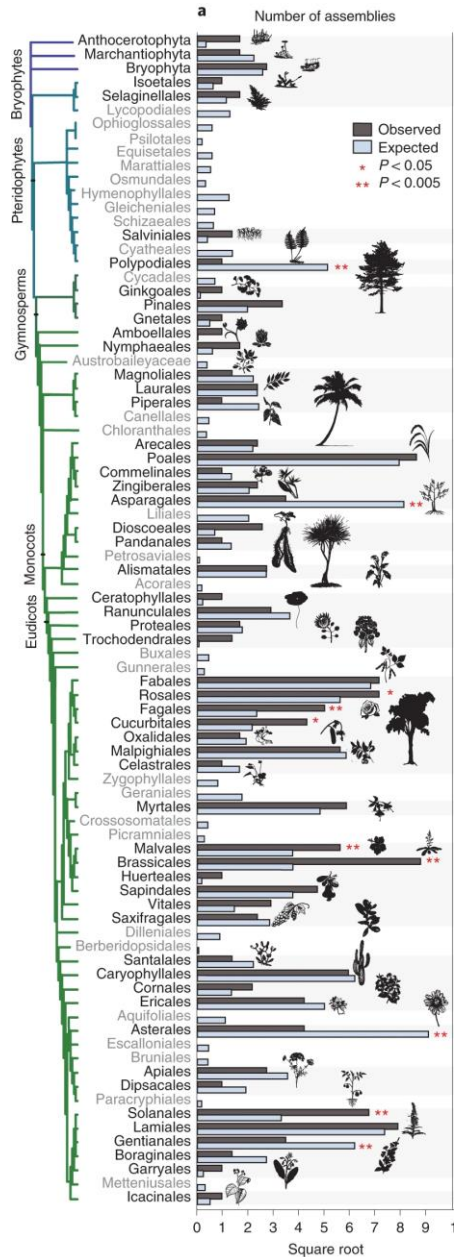 a
Number of assemblies
Anthocerotophyta
Marchantiophyta
Bryophyta
Isoetales
Selaginellales
Lycopodiales
Ophioglossales
Psilotales
Equisetales
Marattiales
Osmundales
Hymenophyllales
Gleicheniales
Schizaeales
Salviniales
Cyatheales
Polypodiales
Cycadales
Ginkgoales
Pinales
Gnetales
Amboellales
Nymphaeales
Austrobaileyaceae
Magnoliales
Laurales
Piperales
Canellales
Chloranthales
Arecales
Poales
Commelinales
Zingiberales
Asparagales
Liliales
Dioscoeales
Pandanales
Petrosaviales
Alismatales
Acorales
Ceratophyllales
Ranunculales
Proteales
Trochodendrales
Buxales
Gunnerales
Fabales
Rosales
Fagales
Cucurbitales
Oxalidales
Malpighiales
Celastrales
Zygophyllales
Geraniales
Myrtales
Crossosomatales
Picramniales
Malvales
Brassicales
Huerteales
Sapindales
Vitales
Saxifragales
Dilleniales
Berberidopsidales
Santalales
Caryophyllales
Cornales
Ericales
Aquifoliales
Asterales
Escalloniales
Bruniales
Apiales
Dipsacales
Paracryphiales
Solanales
Lamiales
Gentianales
Boraginales
Garryales
Metteniusales
Icacinales
Bryophytes
Pteridophytes
Gymnosperms
Monocots
Eudicots
Observed
Expected
* P < 0.05
** P < 0.005
**
**
*
**
*
**
**
**
**
**
0 1 2 3 4 5 6 7 8 9 10
Square root